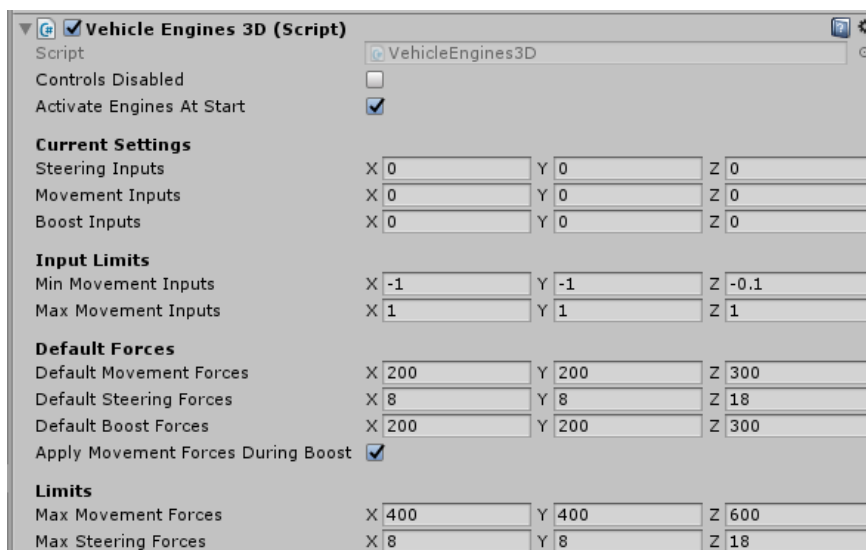 Vehicle Engines 3D (Script)
Script VehicleEngines3D
Controls Disabled
Activate Engines At Start
Current Settings
Steering Inputs X 0 Y 0 Z 0
Movement Inputs X 0 Y 0 Z 0
Boost Inputs X 0 Y 0 Z 0
Input Limits
Min Movement Inputs X -1 Y -1 Z -0.1
Max Movement Inputs X 1 Y 1 Z 1
Default Forces
Default Movement Forces X 200 Y 200 Z 300
Default Steering Forces X 8 Y 8 Z 18
Default Boost Forces X 200 Y 200 Z 300
Apply Movement Forces During Boost
Limits
Max Movement Forces X 400 Y 400 Z 600
Max Steering Forces X 8 Y 8 Z 18